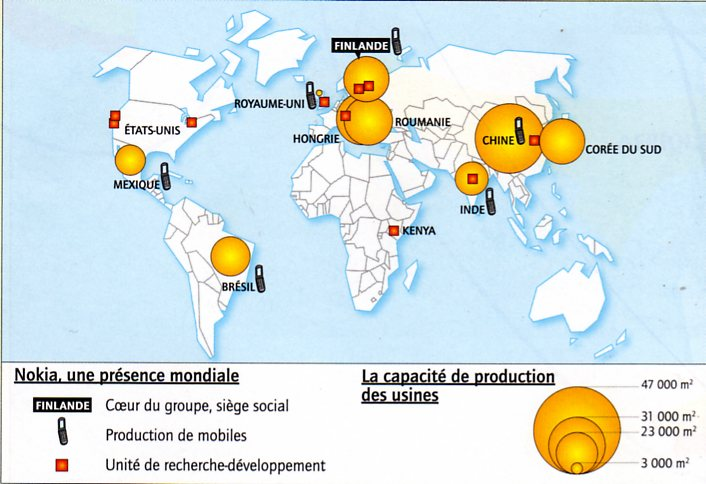 FINLANDE
ROYAUME-UNI
ÉTATS-UNIS
HONGRIE
ROUMANIE
CHINE
CORÉE DU SUD
MEXIQUE
INDE
KENYA
BRÉSIL
Nokia, une présence mondiale
FINLANDE Cœur du groupe, siège social
Production de mobiles
Unité de recherche-développement
La capacité de production
des usines
47 000 m²
31 000 m²
23 000 m²
3 000 m²